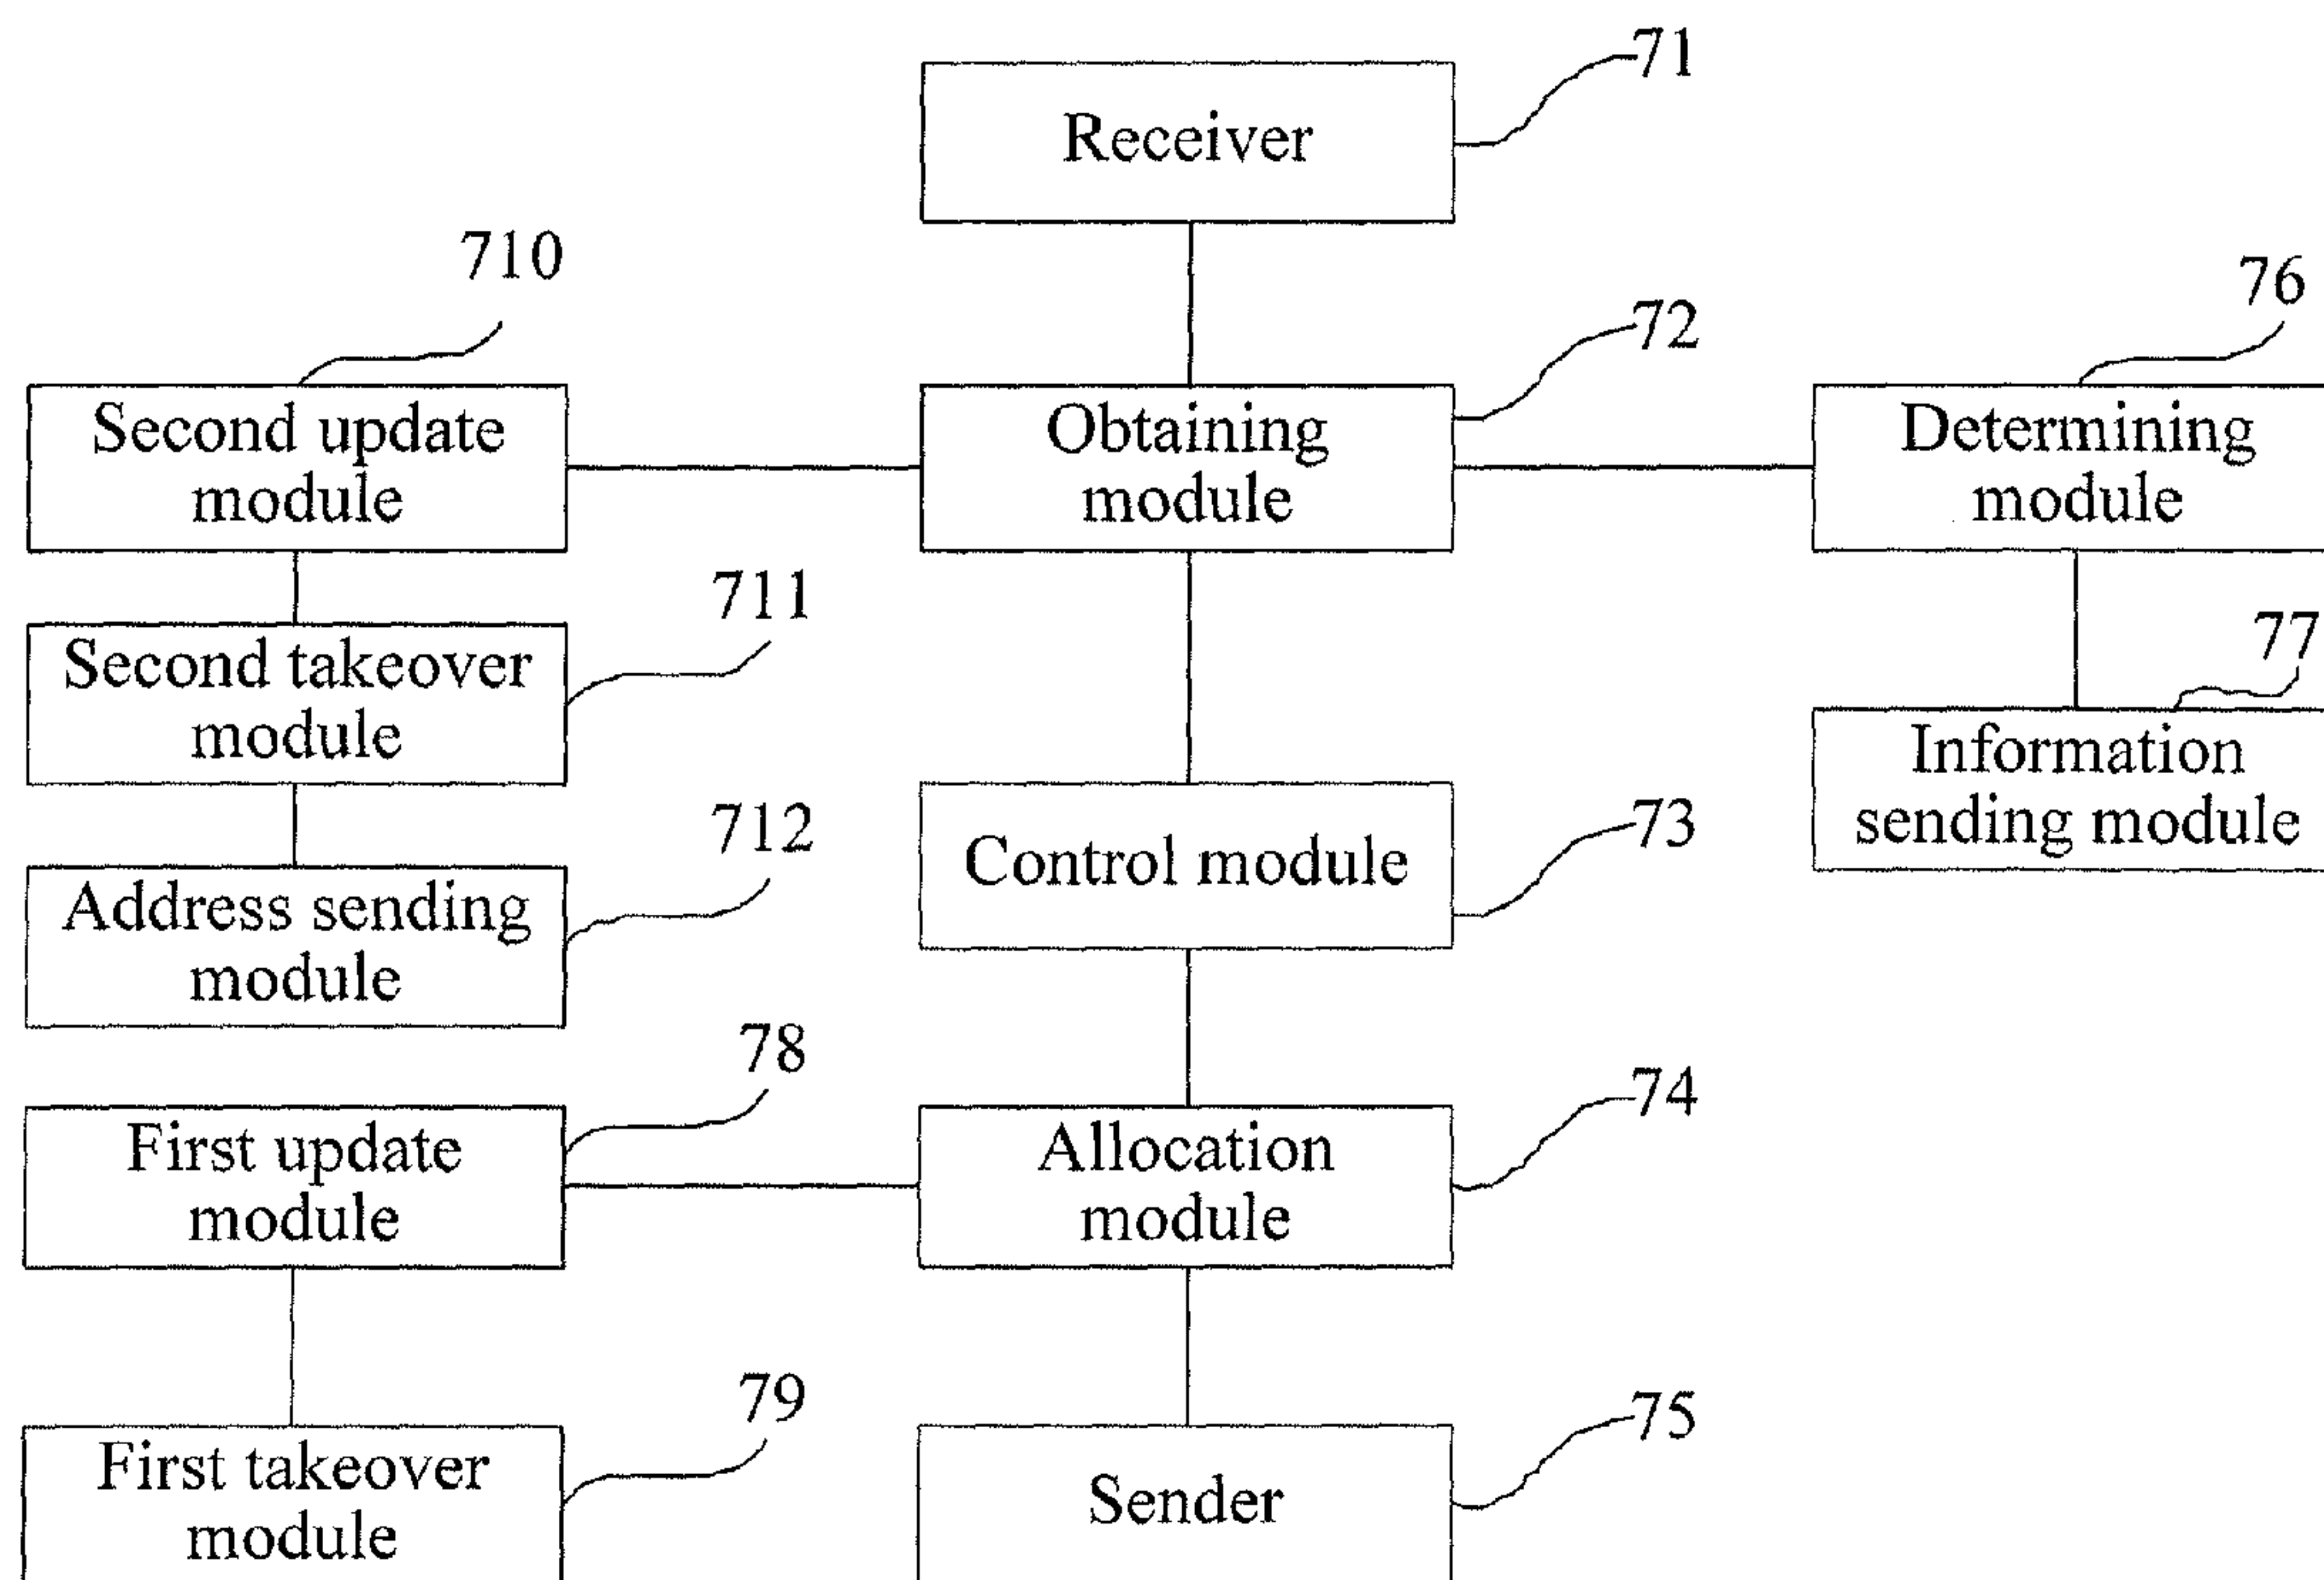 71
Receiver
710
72
76
Second update
module
Obtaining
module
Determining
module
711
77
Second takeover
module
Information
sending module
712
73
Control module
Address sending
module
78
74
First update
module
Allocation
module
79
75
First takeover
module
Sender